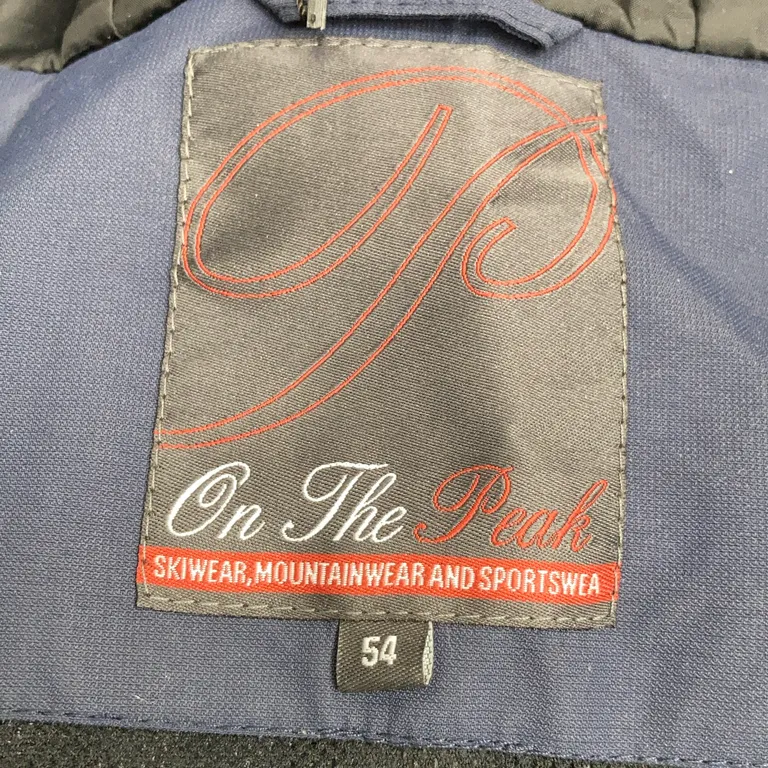 On The Peak
SKIWEAR, MOUNTAINWEAR AND SPORTSWEA
54